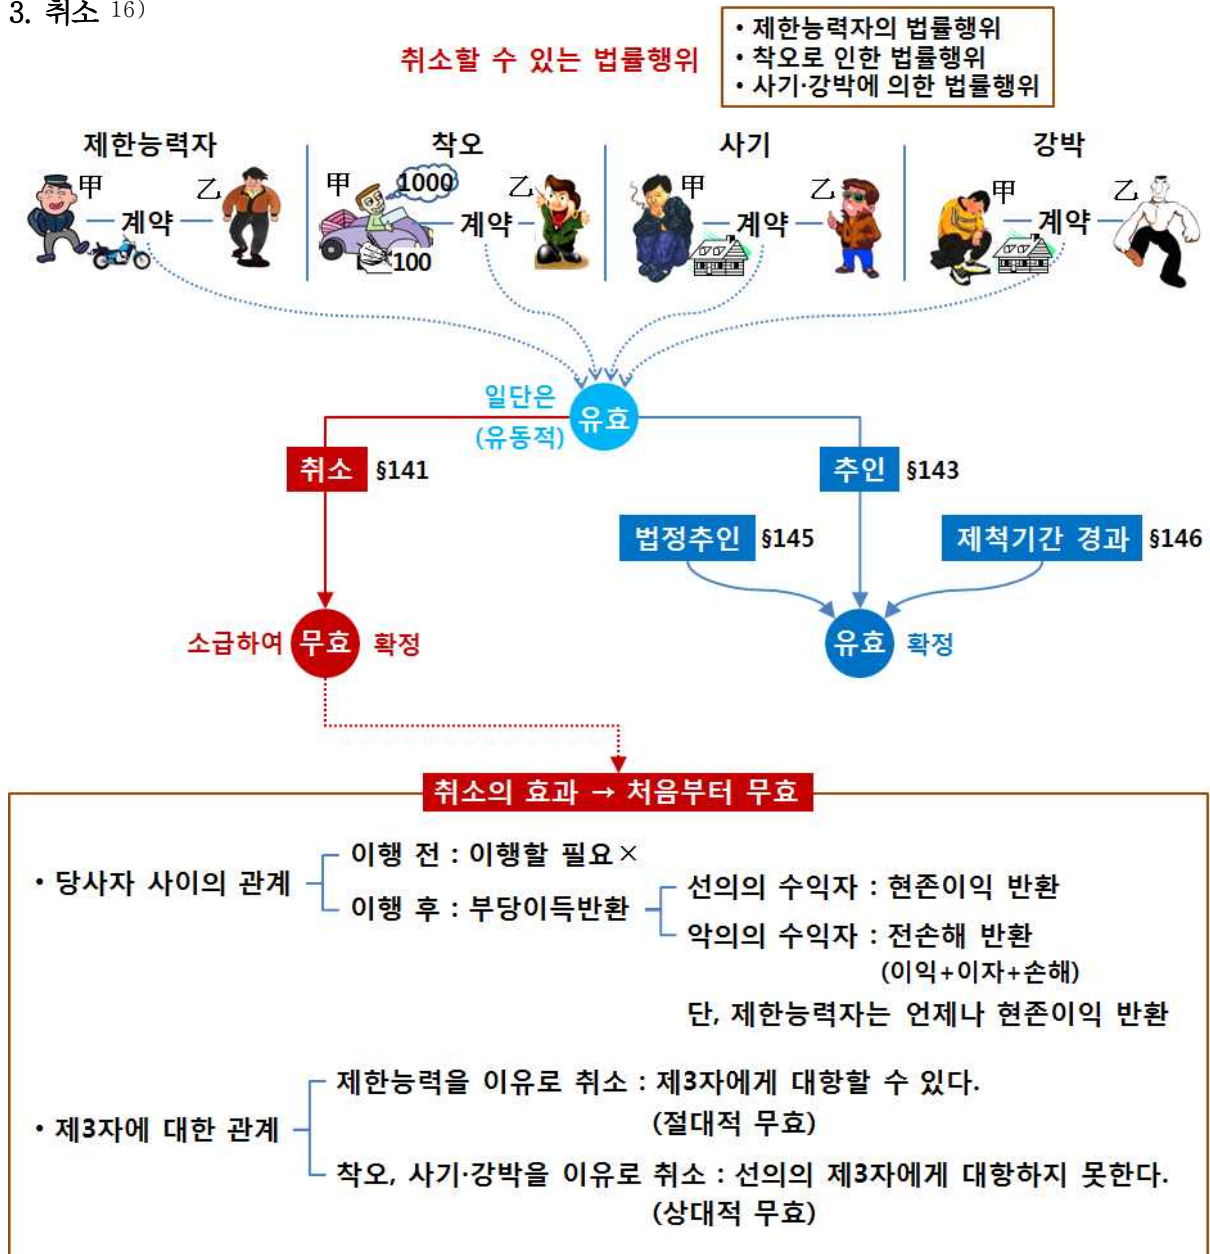 3. 취소 16)
취소할 수 있는 법률행위
• 제한능력자의 법률행위
• 착오로 인한 법률행위
• 사기·강박에 의한 법률행위
제한능력자 착오 사기 강박
甲 계약 乙
甲 1000 계약 乙
100
甲 계약 乙
甲 계약 乙
일단은
(유동적)
유효
취소 §141
추인 §143
법정추인 §145
제척기간 경과 §146
소급하여 무효 확정
유효 확정
취소의 효과 → 처음부터 무효
• 당사자 사이의 관계
이행 전 : 이행할 필요×
이행 후 : 부당이득반환
선의의 수익자 : 현존이익 반환
악의의 수익자 : 전손해 반환
(이익+이자+손해)
단, 제한능력자는 언제나 현존이익 반환
• 제3자에 대한 관계
제한능력을 이유로 취소 : 제3자에게 대항할 수 있다.
(절대적 무효)
착오, 사기·강박을 이유로 취소 : 선의의 제3자에게 대항하지 못한다.
(상대적 무효)